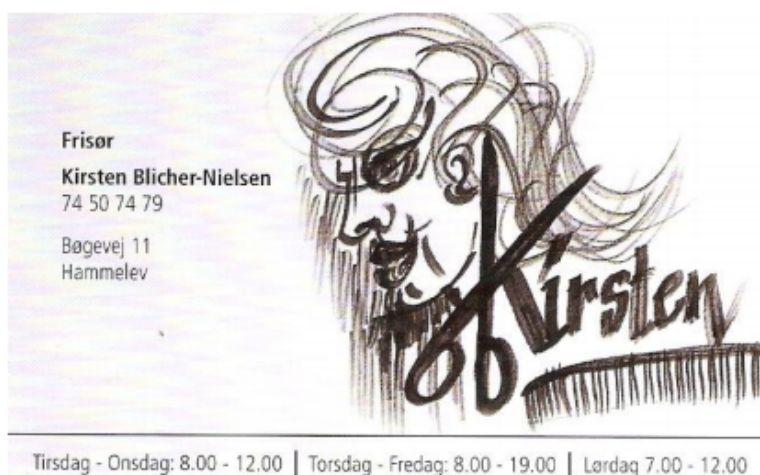 Frisør
Kirsten Blicher-Nielsen
74 50 74 79
Bøgevej 11
Hammelev
Kirsten
Tirsdag - Onsdag: 8.00 - 12.00 | Torsdag - Fredag: 8.00 - 19.00 | Lørdag 7.00 - 12.00